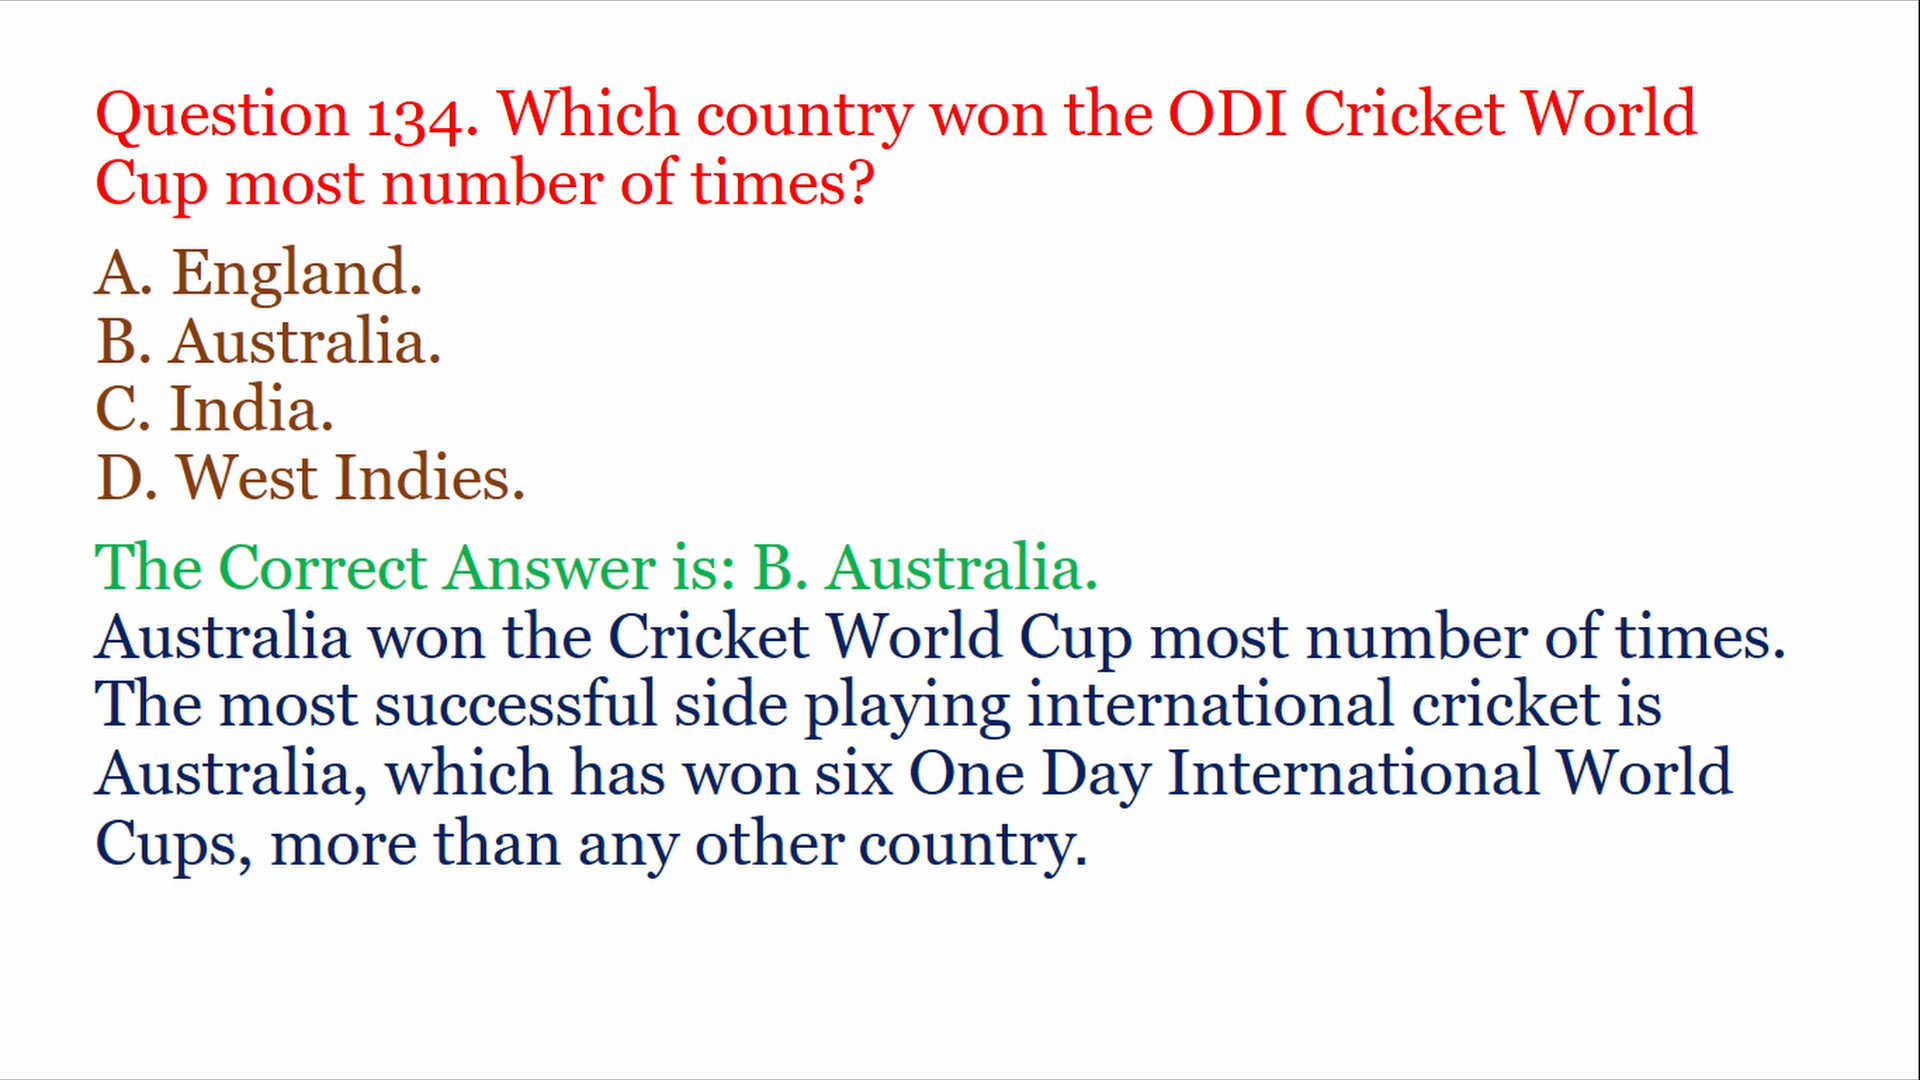 Question 134. Which country won the ODI Cricket World
Cup most number of times?
A. England.
B. Australia.
C. India.
D. West Indies.
The Correct Answer is: B. Australia.
Australia won the Cricket World Cup most number of times.
The most successful side playing international cricket is
Australia, which has won six One Day International World
Cups, more than any other country.